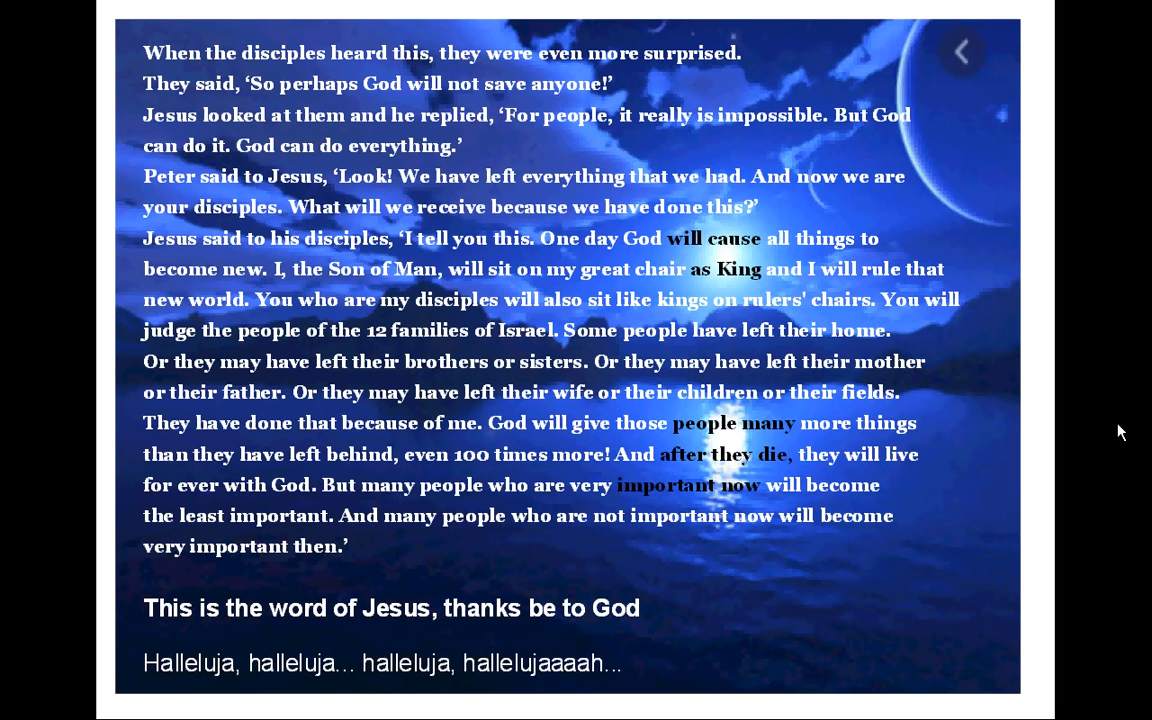 When the disciples heard this, they were even more surprised.
They said, ‘So perhaps God will not save anyone!’
Jesus looked at them and he replied, ‘For people, it really is impossible. But God
can do it. God can do everything.’
Peter said to Jesus, ‘Look! We have left everything that we had. And now we are
your disciples. What will we receive because we have done this?’
Jesus said to his disciples, ‘I tell you this. One day God will cause all things to
become new. I, the Son of Man, will sit on my great chair as King and I will rule that
new world. You who are my disciples will also sit like kings on rulers' chairs. You will
judge the people of the 12 families of Israel. Some people have left their home.
Or they may have left their brothers or sisters. Or they may have left their mother
or their father. Or they may have left their wife or their children or their fields.
They have done that because of me. God will give those people many more things
than they have left behind, even 100 times more! And after they die, they will live
for ever with God. But many people who are very important now will become
the least important. And many people who are not important now will become
very important then.’
This is the word of Jesus, thanks be to God
Halleluja, halleluja... halleluja, hallelujaaaah...